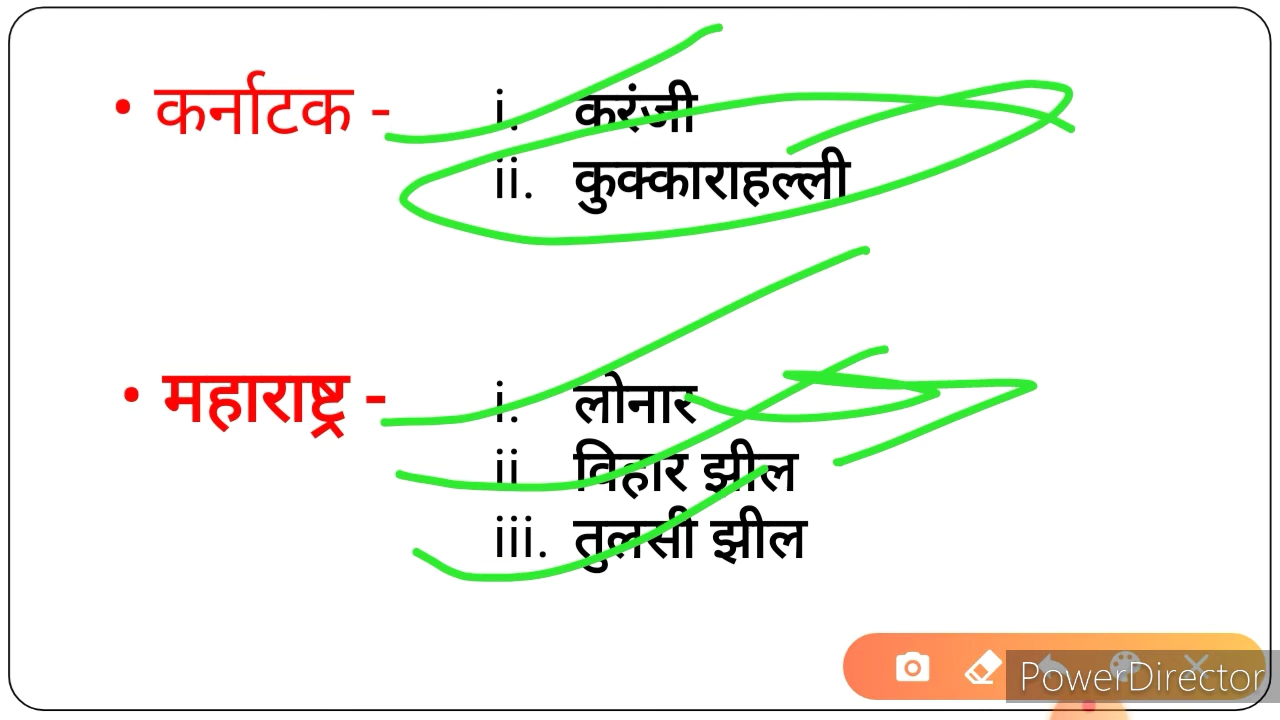 • कर्नाटक - i. करंजी
ii. कुक्काराहल्ली
• महाराष्ट्र - i. लोनार
ii विहार झील
iii. तुलसी झील
PowerDirector